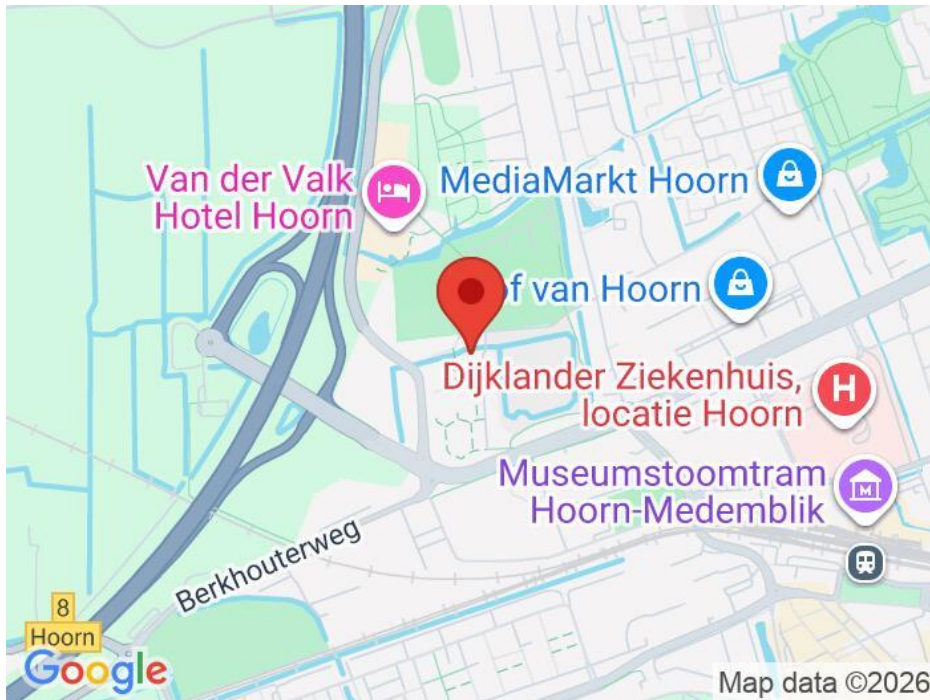 Van der Valk
Hotel Hoorn
MediaMarkt Hoorn
f van Hoorn
Dijklander Ziekenhuis,
locatie Hoorn
H
Museumstoomtram
Hoorn-Medemblik
M
Berkhouterweg
8
Hoorn
Google
Map data ©2026